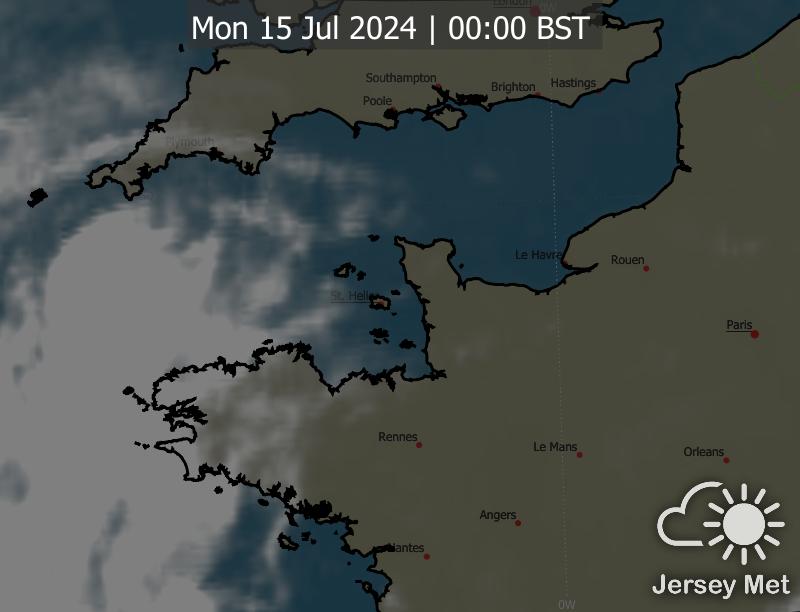 London
0W
Mon 15 Jul 2024 | 00:00 BST
Southampton
Brighton
Hastings
Poole
Plymouth
Le Havre
Rouen
St. Helier
Paris
Rennes
Le Mans
Orleans
Angers
Nantes
Jersey Met
0W